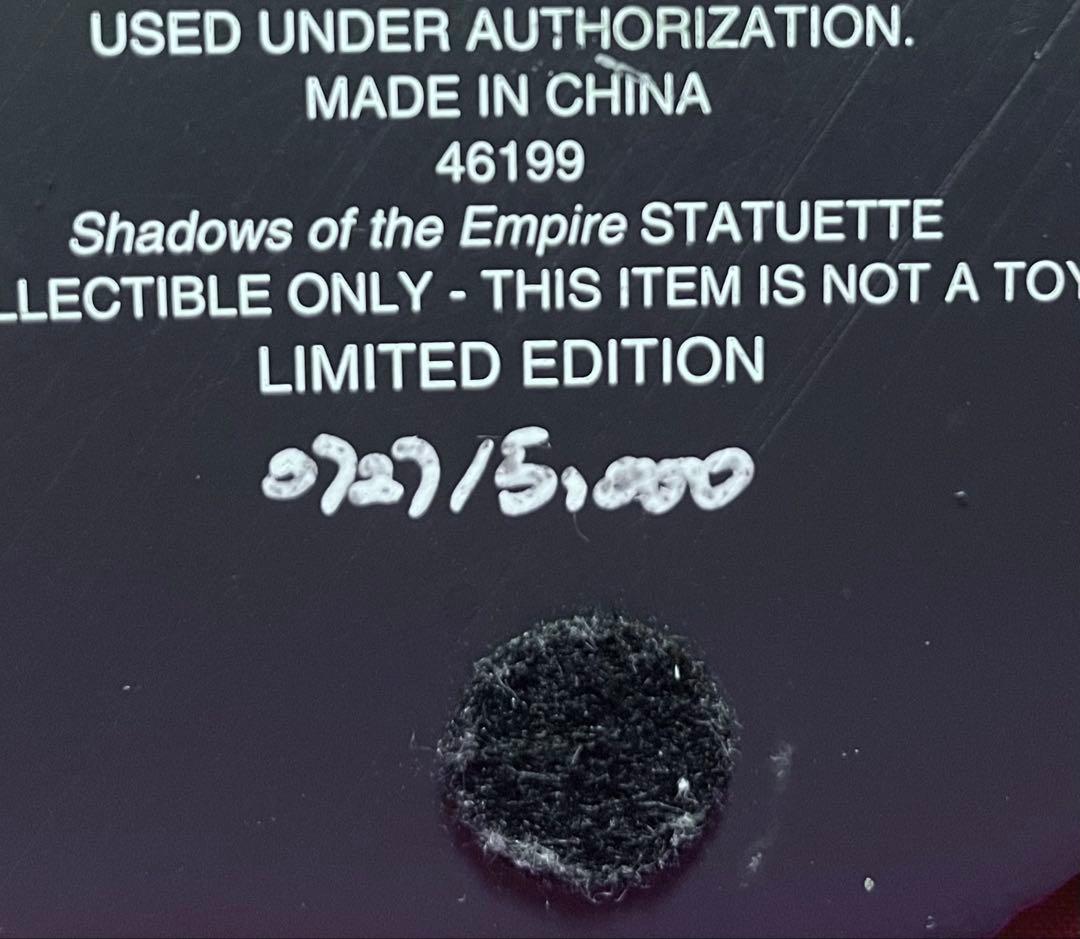 USED UNDER AUTHORIZATION.
MADE IN CHINA
46199
Shadows of the Empire STATUETTE
LLECTIBLE ONLY - THIS ITEM IS NOT A TOY
LIMITED EDITION
0727/5,000